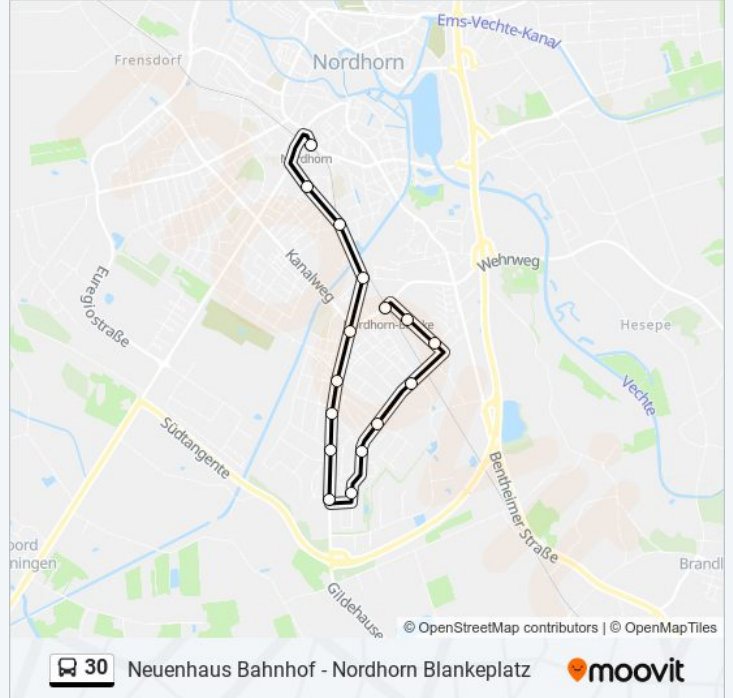 Ems-Vechte-Kanal
Frensdorf
Nordhorn
Kanalweg
Wehrweg
Euregiostraße
Hesepe
Vechte
Südtangente
Bentheimer Straße
Gildehause
© OpenStreetMap contributors | © OpenMapTiles
30 Neuenhaus Bahnhof - Nordhorn Blankeplatz
moovit